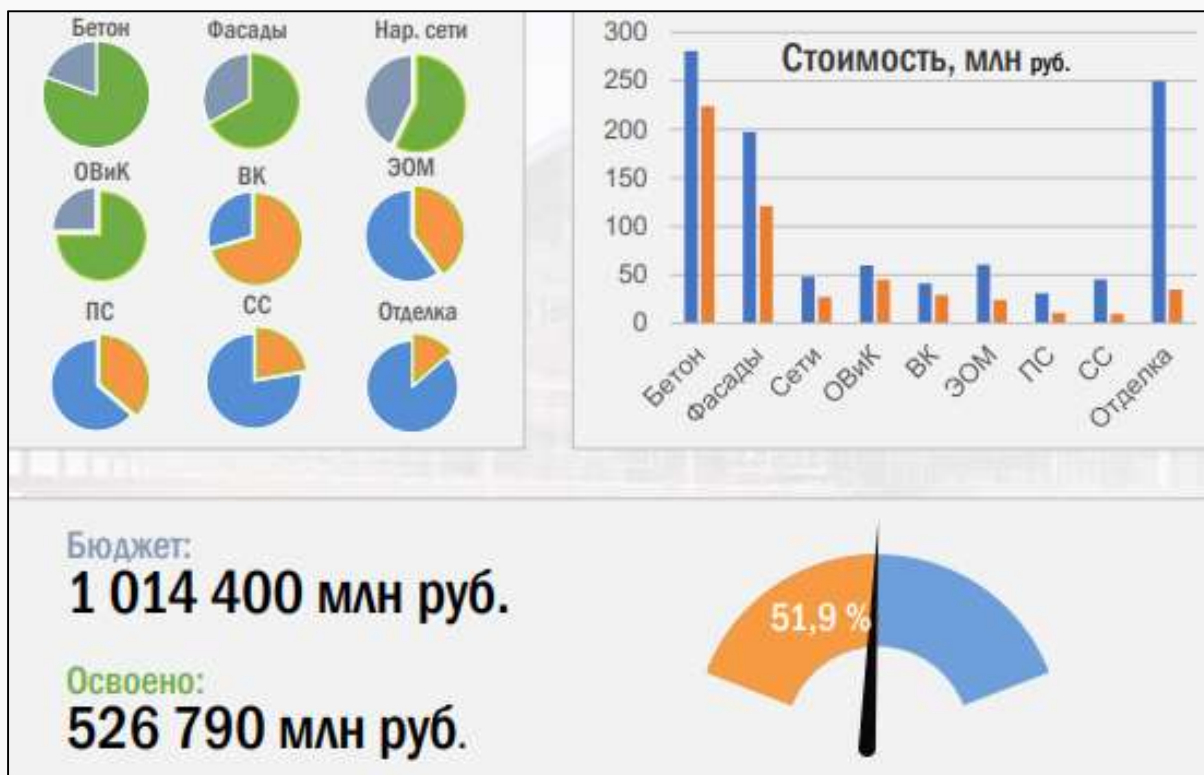 Бетон
Фасады
Нар. сети
ОВиК
ВК
ЭОМ
ПС
СС
Отделка
Стоимость, млн руб.
300
250
200
150
100
50
0
Бетон
Фасады
Сети
ОВиК
ВК
ЭОМ
ПС
СС
Отделка
Бюджет:
1 014 400 млн руб.
Освоено:
526 790 млн руб.
51,9 %